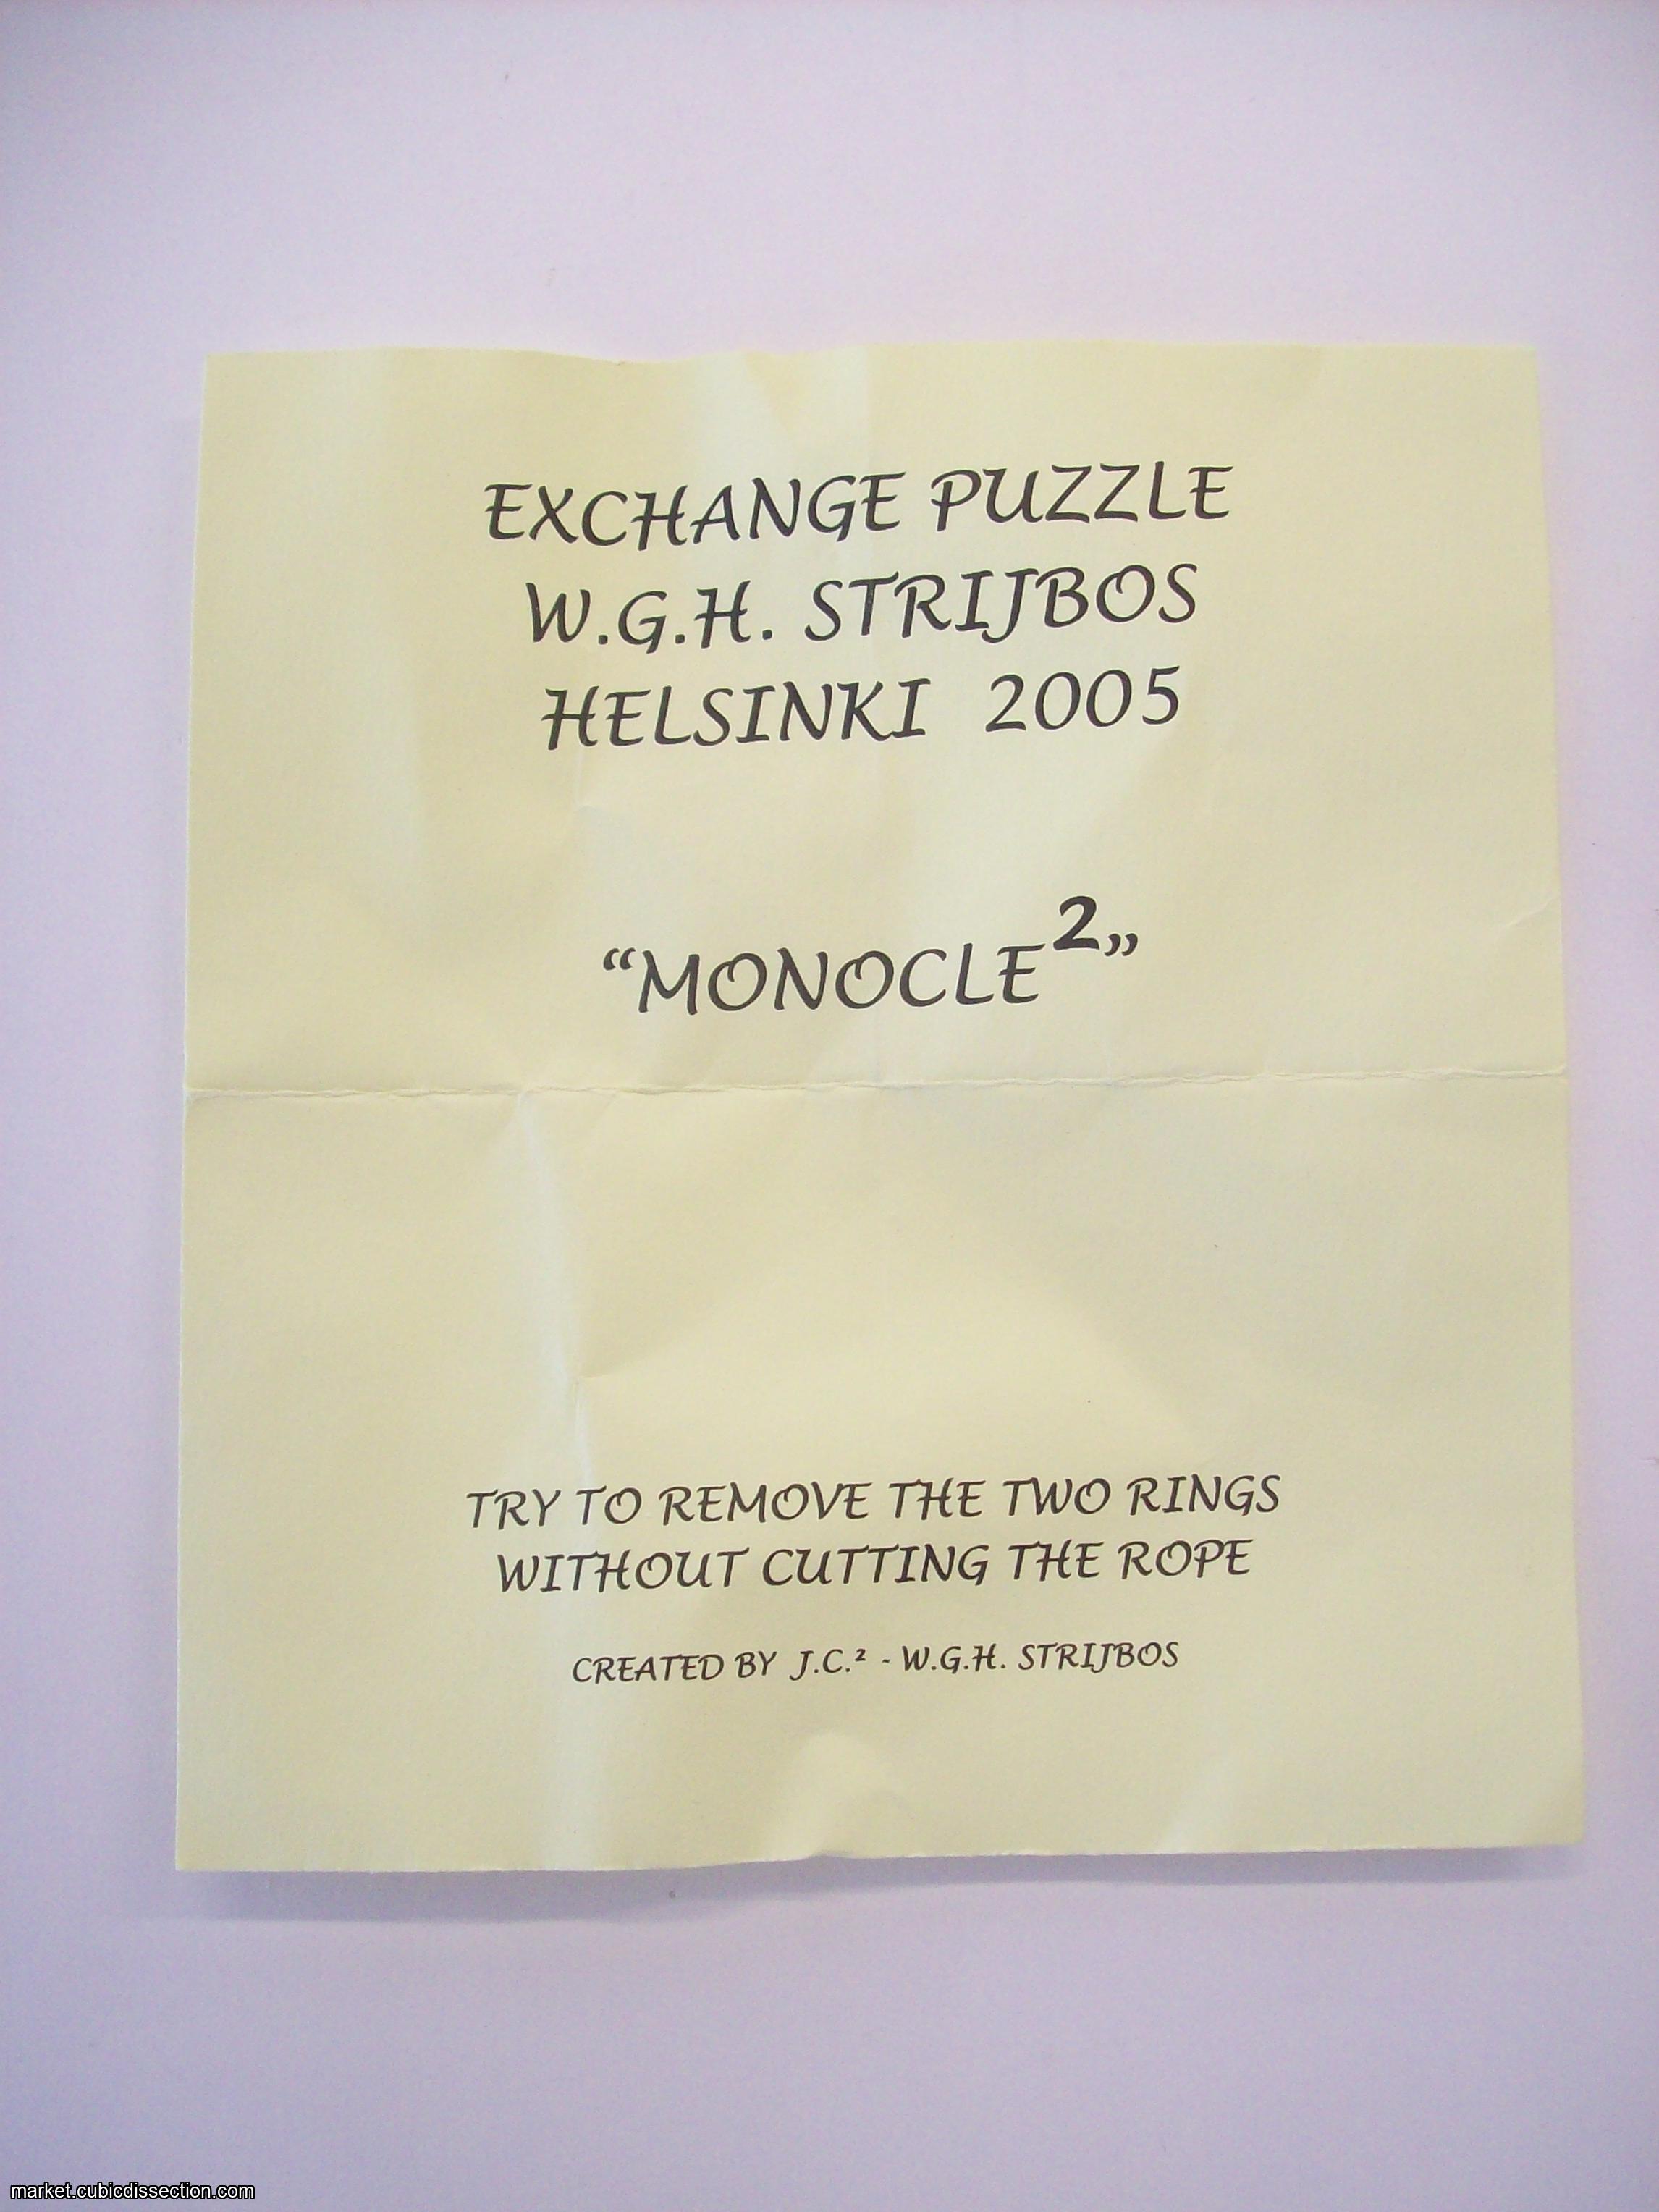 EXCHANGE PUZZLE
W.G.H. STRIJBOS
HELSINKI 2005
“MONOCLE²”
TRY TO REMOVE THE TWO RINGS
WITHOUT CUTTING THE ROPE
CREATED BY J.C.² - W.G.H. STRIJBOS
market.cubicdissection.com